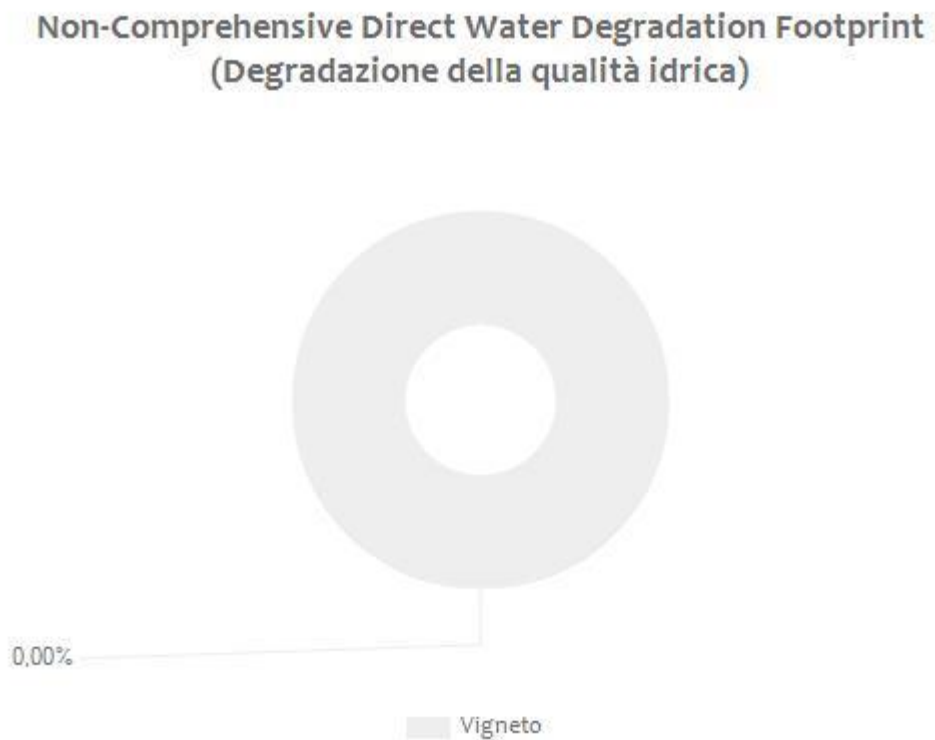 Non-Comprehensive Direct Water Degradation Footprint
(Degradazione della qualità idrica)
0,00%
Vigneto